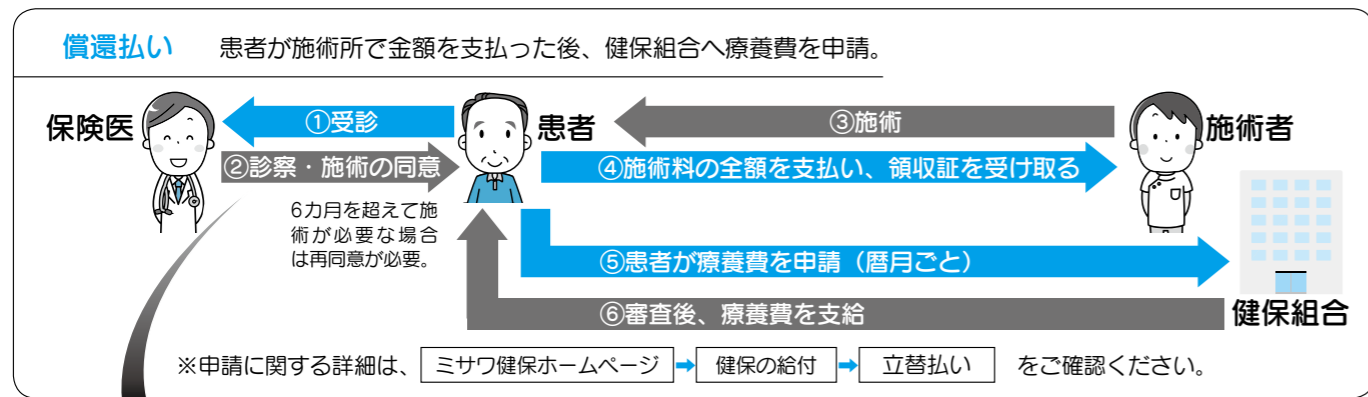 償還払い 患者が施術所で金額を支払った後、健保組合へ療養費を申請。
保険医
①受診
患者
③施術
施術者
②診察・施術の同意
④施術料の全額を支払い、領収証を受け取る
6カ月を超えて施
術が必要な場合
は再同意が必要。
⑤患者が療養費を申請（暦月ごと）
⑥審査後、療養費を支給
健保組合
※申請に関する詳細は、 ミサワ健保ホームページ ➡ 健保の給付 ➡ 立替払い をご確認ください。